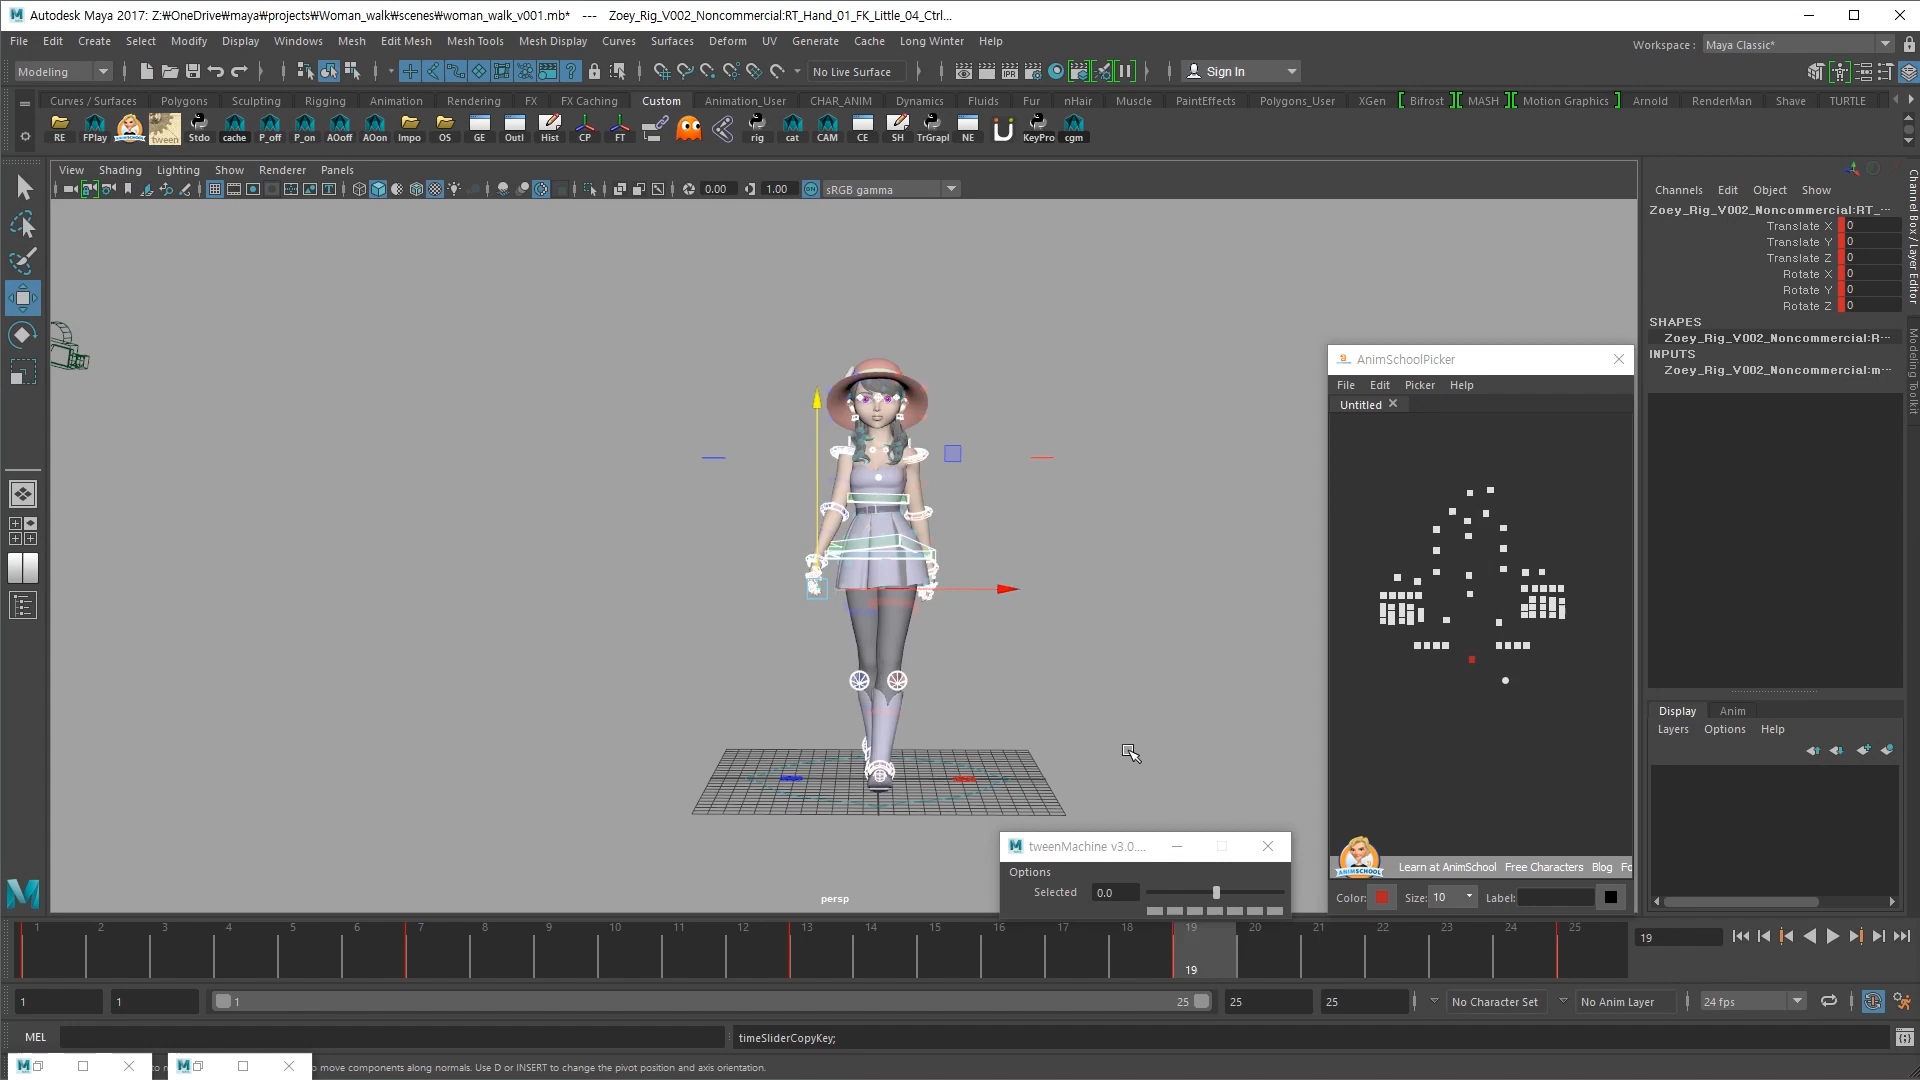 Autodesk Maya 2017: Z:₩OneDrive₩maya₩projects₩Woman_walk₩scenes₩woman_walk_v001.mb*   ---   Zoey_Rig_V002_Noncommercial:RT_Hand_01_FK_Little_04_Ctrl...
File Edit Create Select Modify Display Windows Mesh Edit Mesh Mesh Tools Mesh Display Curves Surfaces Deform UV Generate Cache Long Winter Help
Workspace : Maya Classic*
Modeling
No Live Surface
IPR
Sign In
Curves / Surfaces Polygons Sculpting Rigging Animation Rendering FX FX Caching Custom Animation_User CHAR_ANIM Dynamics Fluids Fur nHair Muscle PaintEffects Polygons_User XGen Bifrost MASH Motion Graphics Arnold RenderMan Shave TURTLE
RE FPlay tween Stdo cache P_off P_on AOoff AOon Impo OS GE Outl Hist CP FT rig cat CAM CE SH TrGrapl NE KeyPro cgm
View Shading Lighting Show Renderer Panels
0.00 1.00 ON sRGB gamma
Channels Edit Object Show
Zoey_Rig_V002_Noncommercial:RT_...
Translate X 0
Translate Y 0
Translate Z 0
Rotate X 0
Rotate Y 0
Rotate Z 0
SHAPES
Zoey_Rig_V002_Noncommercial:R...
INPUTS
Zoey_Rig_V002_Noncommercial:m...
Channel Box / Layer Editor
Modeling Toolkit
AnimSchoolPicker
File Edit Picker Help
Untitled
ANIMSCHOOL
Learn at AnimSchool Free Characters Blog Fo
Color: Size: 10 Label:
Display Anim
Layers Options Help
tweenMachine v3.0....
Options
Selected 0.0
persp
1 2 3 4 5 6 7 8 9 10 11 12 13 14 15 16 17 18 19 20 21 22 23 24 25
19
19
1 1 1 25 25 25 No Character Set No Anim Layer 24 fps
MEL
timeSliderCopyKey;
move components along normals. Use D or INSERT to change the pivot position and axis orientation.